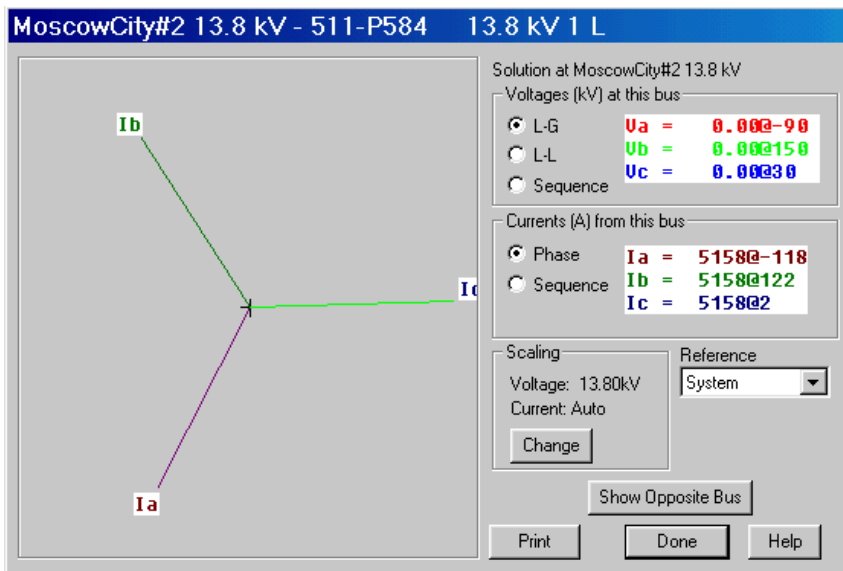 MoscowCity#2 13.8 kV - 511-P584 13.8 kV 1 L
Ib
Ic
Ia
Solution at MoscowCity#2 13.8 kV
Voltages (kV) at this bus
L-G
L-L
Sequence
Va = 0.00@-90
Vb = 0.00@150
Vc = 0.00@30
Currents (A) from this bus
Phase
Sequence
Ia = 5158@-118
Ib = 5158@122
Ic = 5158@2
Scaling
Voltage: 13.80kV
Current: Auto
Change
Reference
System
Show Opposite Bus
Print
Done
Help